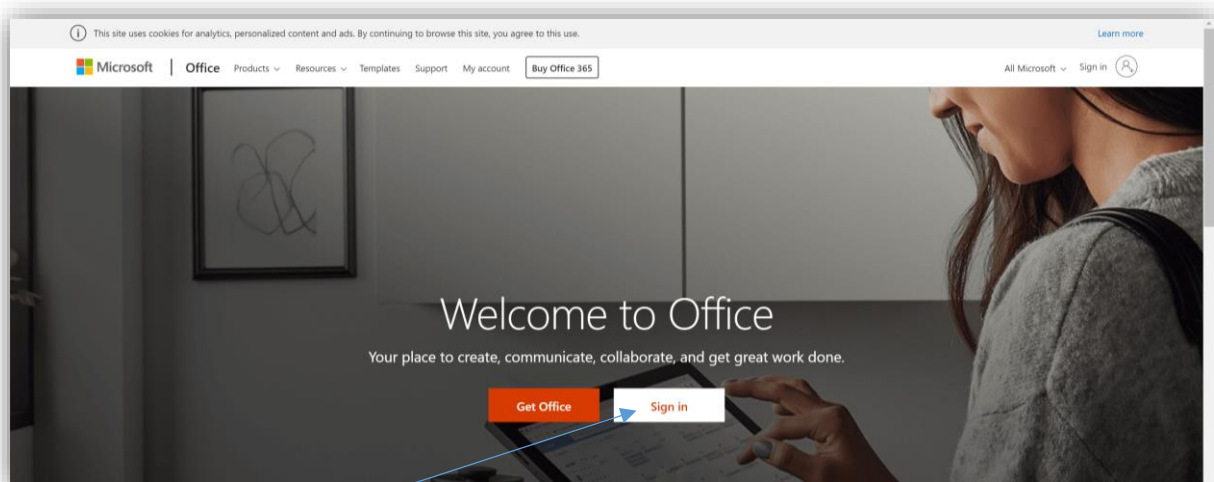 This site uses cookies for analytics, personalized content and ads. By continuing to browse this site, you agree to this use. Learn more
Microsoft Office Products Resources Templates Support My account Buy Office 365 All Microsoft Sign in
Welcome to Office
Your place to create, communicate, collaborate, and get great work done.
Get Office Sign in